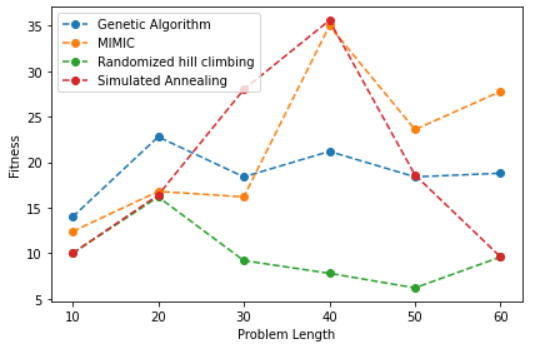 Genetic Algorithm
MIMIC
Randomized hill climbing
Simulated Annealing
Fitness
35
30
25
20
15
10
5
10 20 30 40 50 60
Problem Length